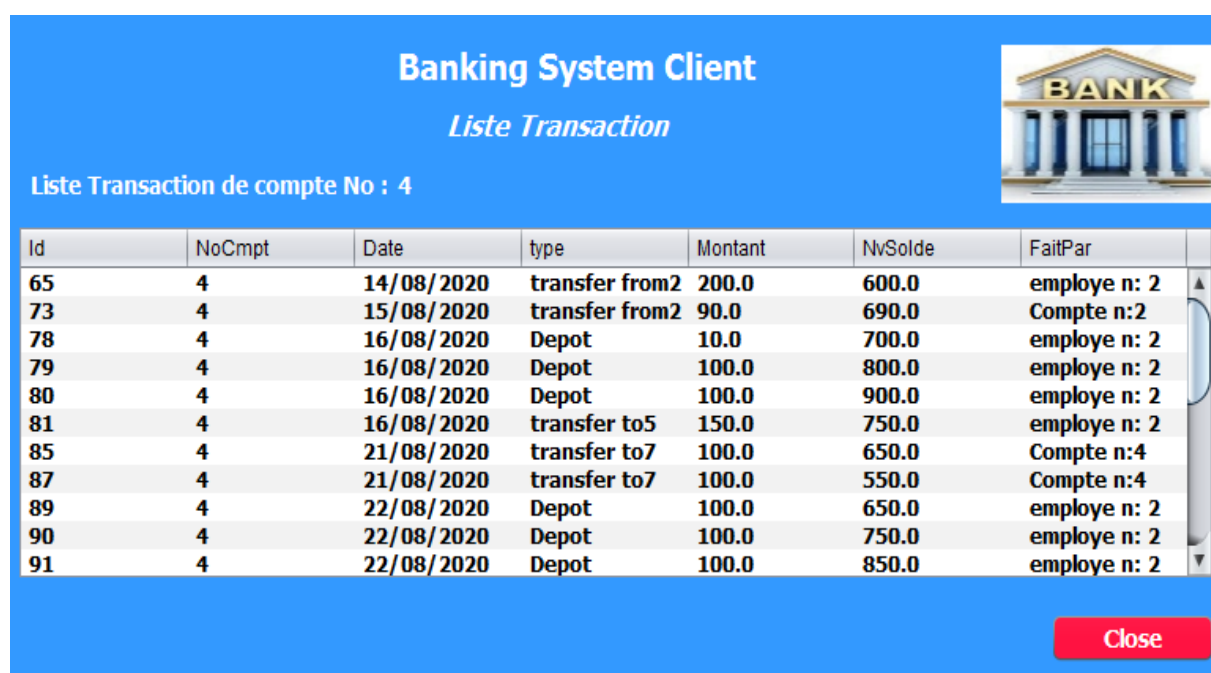 Banking System Client
BANK
Liste Transaction
Liste Transaction de compte No : 4
Id NoCmpt Date type Montant NvSolde FaitPar
65 4 14/08/2020 transfer from2 200.0 600.0 employe n: 2
73 4 15/08/2020 transfer from2 90.0 690.0 Compte n:2
78 4 16/08/2020 Depot 10.0 700.0 employe n: 2
79 4 16/08/2020 Depot 100.0 800.0 employe n: 2
80 4 16/08/2020 Depot 100.0 900.0 employe n: 2
81 4 16/08/2020 transfer to5 150.0 750.0 employe n: 2
85 4 21/08/2020 transfer to7 100.0 650.0 Compte n:4
87 4 21/08/2020 transfer to7 100.0 550.0 Compte n:4
89 4 22/08/2020 Depot 100.0 650.0 employe n: 2
90 4 22/08/2020 Depot 100.0 750.0 employe n: 2
91 4 22/08/2020 Depot 100.0 850.0 employe n: 2
Close